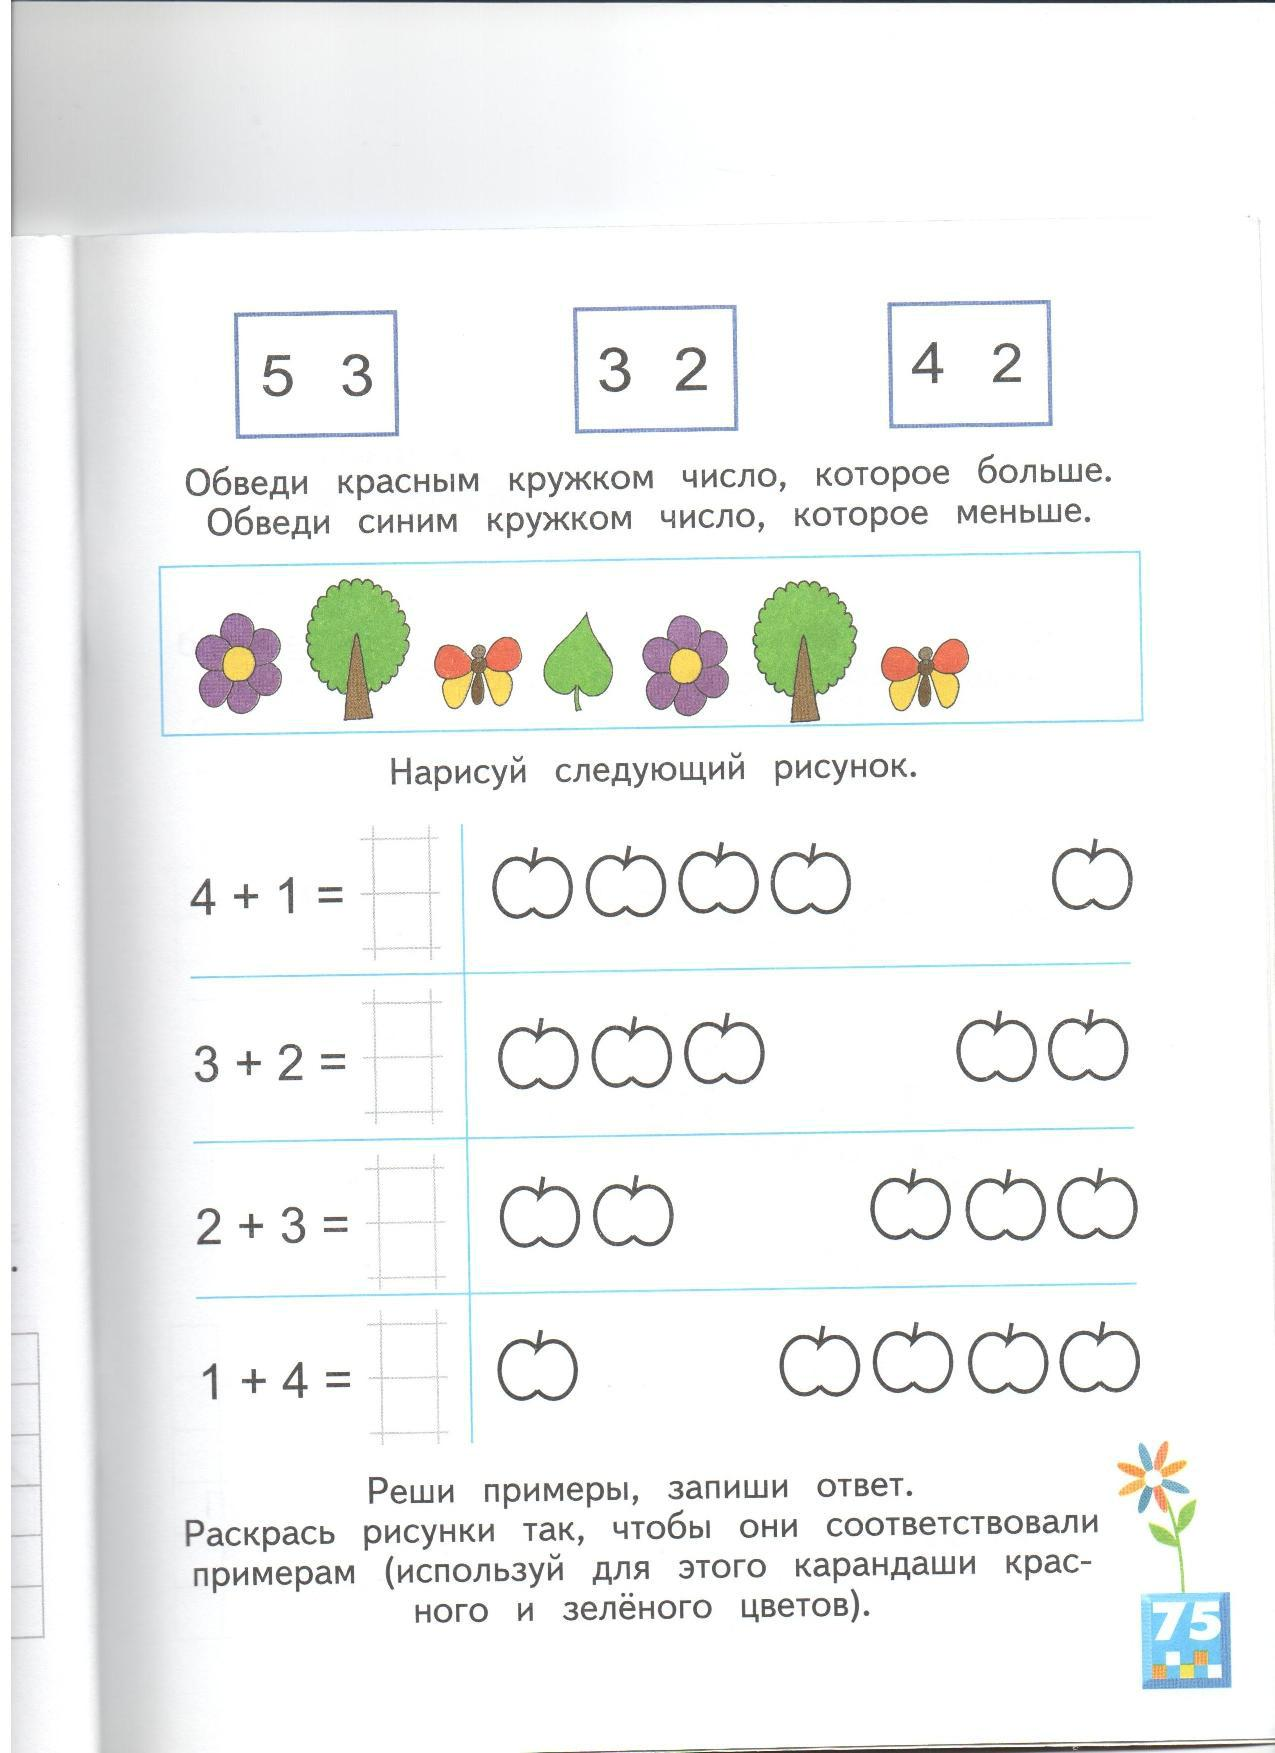 5 3
3 2
4 2
Обведи красным кружком число, которое больше.
Обведи синим кружком число, которое меньше.
Нарисуй следующий рисунок.
4 + 1 =
3 + 2 =
2 + 3 =
1 + 4 =
Реши примеры, запиши ответ.
Раскрась рисунки так, чтобы они соответствовали
примерам (используй для этого карандаши крас-
ного и зелёного цветов).
75